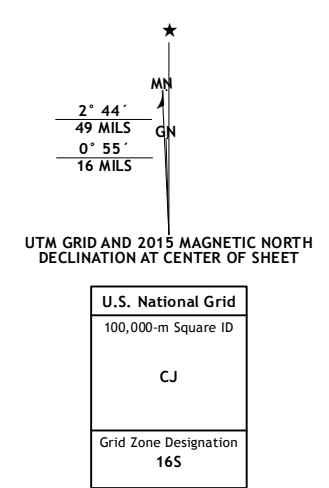 MN
2° 44´
49 MILS
GN
0° 55´
16 MILS
UTM GRID AND 2015 MAGNETIC NORTH
DECLINATION AT CENTER OF SHEET
U.S. National Grid
100,000-m Square ID
CJ
Grid Zone Designation
16S